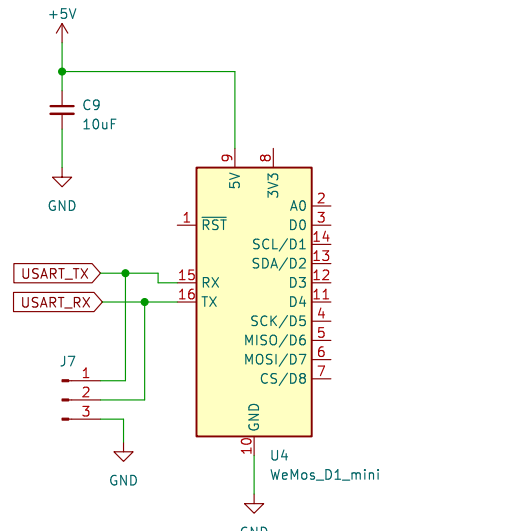 +5V
C9
10uF
GND
9
8
5V
3V3
1
RST
A0
2
D0
3
SCL/D1
14
SDA/D2
13
USART_TX
15
RX
D3
12
USART_RX
16
TX
D4
11
SCK/D5
4
MISO/D6
5
MOSI/D7
6
CS/D8
7
J7
1
2
3
GND
GND
10
U4
WeMos_D1_mini
GND